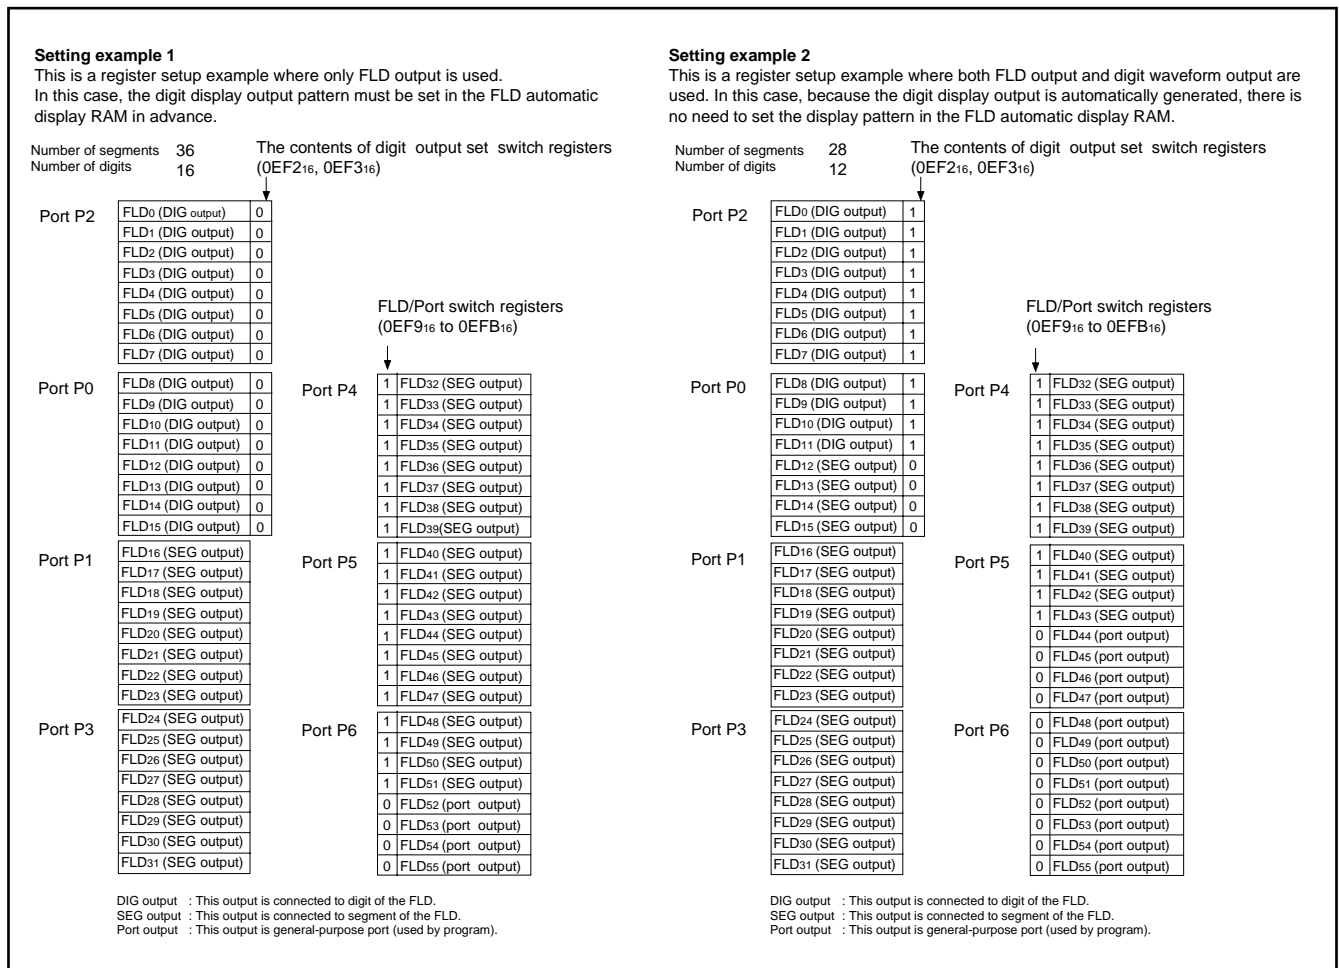 Setting example 1
This is a register setup example where only FLD output is used.
In this case, the digit display output pattern must be set in the FLD automatic
display RAM in advance.
Number of segments 36
Number of digits 16
The contents of digit output set switch registers
(0EF216, 0EF316)
Port P2
FLD0 (DIG output) 0
FLD1 (DIG output) 0
FLD2 (DIG output) 0
FLD3 (DIG output) 0
FLD4 (DIG output) 0
FLD5 (DIG output) 0
FLD6 (DIG output) 0
FLD7 (DIG output) 0
Port P0
FLD8 (DIG output) 0
FLD9 (DIG output) 0
FLD10 (DIG output) 0
FLD11 (DIG output) 0
FLD12 (DIG output) 0
FLD13 (DIG output) 0
FLD14 (DIG output) 0
FLD15 (DIG output) 0
Port P1
FLD16 (SEG output)
FLD17 (SEG output)
FLD18 (SEG output)
FLD19 (SEG output)
FLD20 (SEG output)
FLD21 (SEG output)
FLD22 (SEG output)
FLD23 (SEG output)
Port P3
FLD24 (SEG output)
FLD25 (SEG output)
FLD26 (SEG output)
FLD27 (SEG output)
FLD28 (SEG output)
FLD29 (SEG output)
FLD30 (SEG output)
FLD31 (SEG output)
FLD/Port switch registers
(0EF916 to 0EFB16)
Port P4
1 FLD32 (SEG output)
1 FLD33 (SEG output)
1 FLD34 (SEG output)
1 FLD35 (SEG output)
1 FLD36 (SEG output)
1 FLD37 (SEG output)
1 FLD38 (SEG output)
1 FLD39(SEG output)
Port P5
1 FLD40 (SEG output)
1 FLD41 (SEG output)
1 FLD42 (SEG output)
1 FLD43 (SEG output)
1 FLD44 (SEG output)
1 FLD45 (SEG output)
1 FLD46 (SEG output)
1 FLD47 (SEG output)
Port P6
1 FLD48 (SEG output)
1 FLD49 (SEG output)
1 FLD50 (SEG output)
1 FLD51 (SEG output)
0 FLD52 (port output)
0 FLD53 (port output)
0 FLD54 (port output)
0 FLD55 (port output)
DIG output : This output is connected to digit of the FLD.
SEG output : This output is connected to segment of the FLD.
Port output : This output is general-purpose port (used by program).
Setting example 2
This is a register setup example where both FLD output and digit waveform output are
used. In this case, because the digit display output is automatically generated, there is
no need to set the display pattern in the FLD automatic display RAM.
Number of segments 28
Number of digits 12
The contents of digit output set switch registers
(0EF216, 0EF316)
Port P2
FLD0 (DIG output) 1
FLD1 (DIG output) 1
FLD2 (DIG output) 1
FLD3 (DIG output) 1
FLD4 (DIG output) 1
FLD5 (DIG output) 1
FLD6 (DIG output) 1
FLD7 (DIG output) 1
Port P0
FLD8 (DIG output) 1
FLD9 (DIG output) 1
FLD10 (DIG output) 1
FLD11 (DIG output) 1
FLD12 (SEG output) 0
FLD13 (SEG output) 0
FLD14 (SEG output) 0
FLD15 (SEG output) 0
Port P1
FLD16 (SEG output)
FLD17 (SEG output)
FLD18 (SEG output)
FLD19 (SEG output)
FLD20 (SEG output)
FLD21 (SEG output)
FLD22 (SEG output)
FLD23 (SEG output)
Port P3
FLD24 (SEG output)
FLD25 (SEG output)
FLD26 (SEG output)
FLD27 (SEG output)
FLD28 (SEG output)
FLD29 (SEG output)
FLD30 (SEG output)
FLD31 (SEG output)
FLD/Port switch registers
(0EF916 to 0EFB16)
Port P4
1 FLD32 (SEG output)
1 FLD33 (SEG output)
1 FLD34 (SEG output)
1 FLD35 (SEG output)
1 FLD36 (SEG output)
1 FLD37 (SEG output)
1 FLD38 (SEG output)
1 FLD39 (SEG output)
Port P5
1 FLD40 (SEG output)
1 FLD41 (SEG output)
1 FLD42 (SEG output)
1 FLD43 (SEG output)
0 FLD44 (port output)
0 FLD45 (port output)
0 FLD46 (port output)
0 FLD47 (port output)
Port P6
0 FLD48 (port output)
0 FLD49 (port output)
0 FLD50 (port output)
0 FLD51 (port output)
0 FLD52 (port output)
0 FLD53 (port output)
0 FLD54 (port output)
0 FLD55 (port output)
DIG output : This output is connected to digit of the FLD.
SEG output : This output is connected to segment of the FLD.
Port output : This output is general-purpose port (used by program).